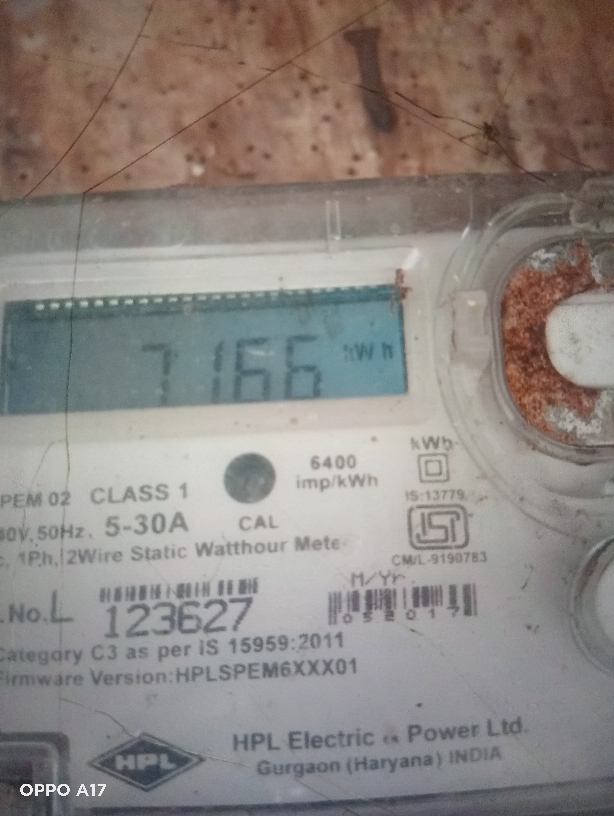 7166 kWh
kWh
6400
imp/kWh
PEM 02 CLASS 1
IS:13779
50Hz, 5-30A
CAL
ISI
1Ph, 2Wire Static Watthour Mete
CM/L-9190783
M/Yr
.No.L 123627
052017
Category C3 as per IS 15959:2011
Firmware Version:HPLSPEM6XXX01
HPL Electric & Power Ltd.
HPL
Gurgaon (Haryana) INDIA
OPPO A17